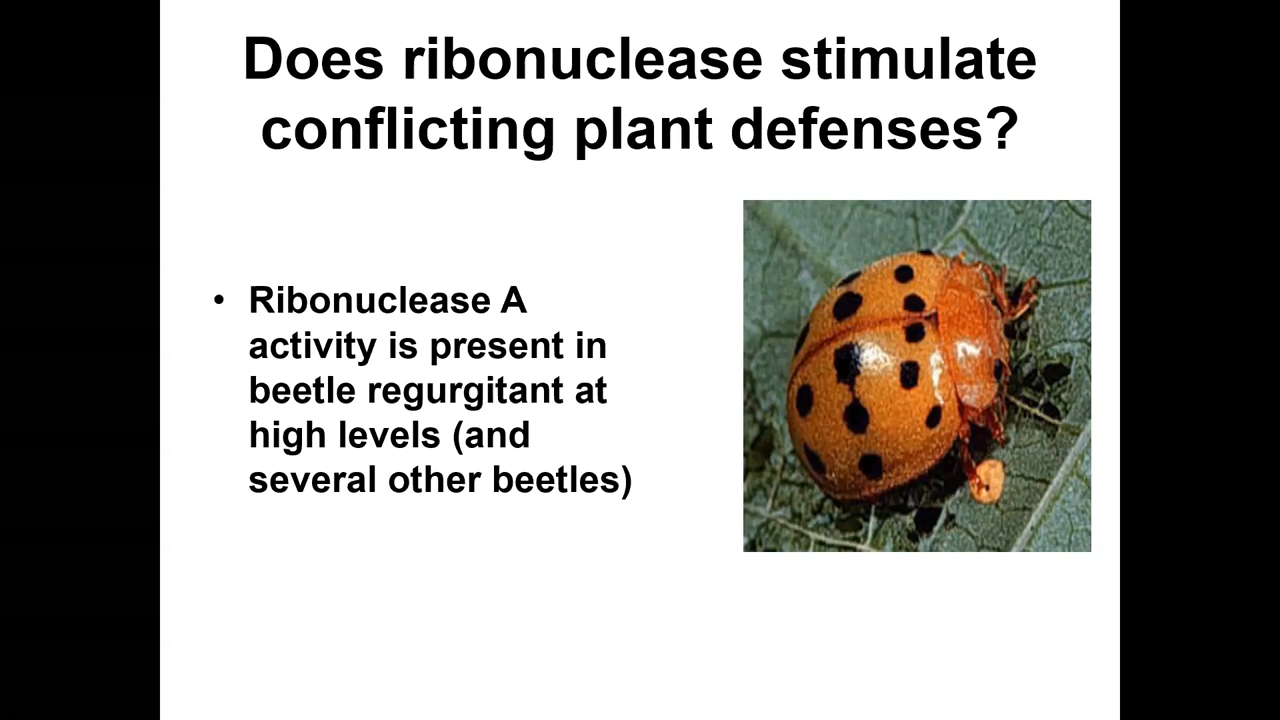 Does ribonuclease stimulate
conflicting plant defenses?
• Ribonuclease A
activity is present in
beetle regurgitant at
high levels (and
several other beetles)